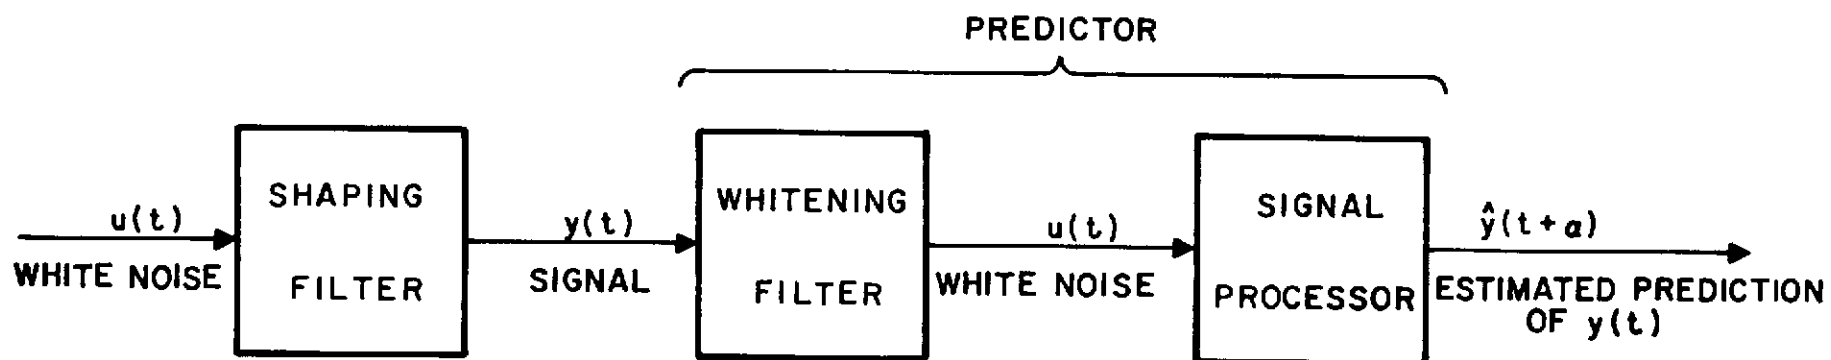 PREDICTOR
u(t)
WHITE NOISE
SHAPING
FILTER
y(t)
SIGNAL
WHITENING
FILTER
u(t)
WHITE NOISE
SIGNAL
PROCESSOR
ŷ(t+α)
ESTIMATED PREDICTION
OF y(t)